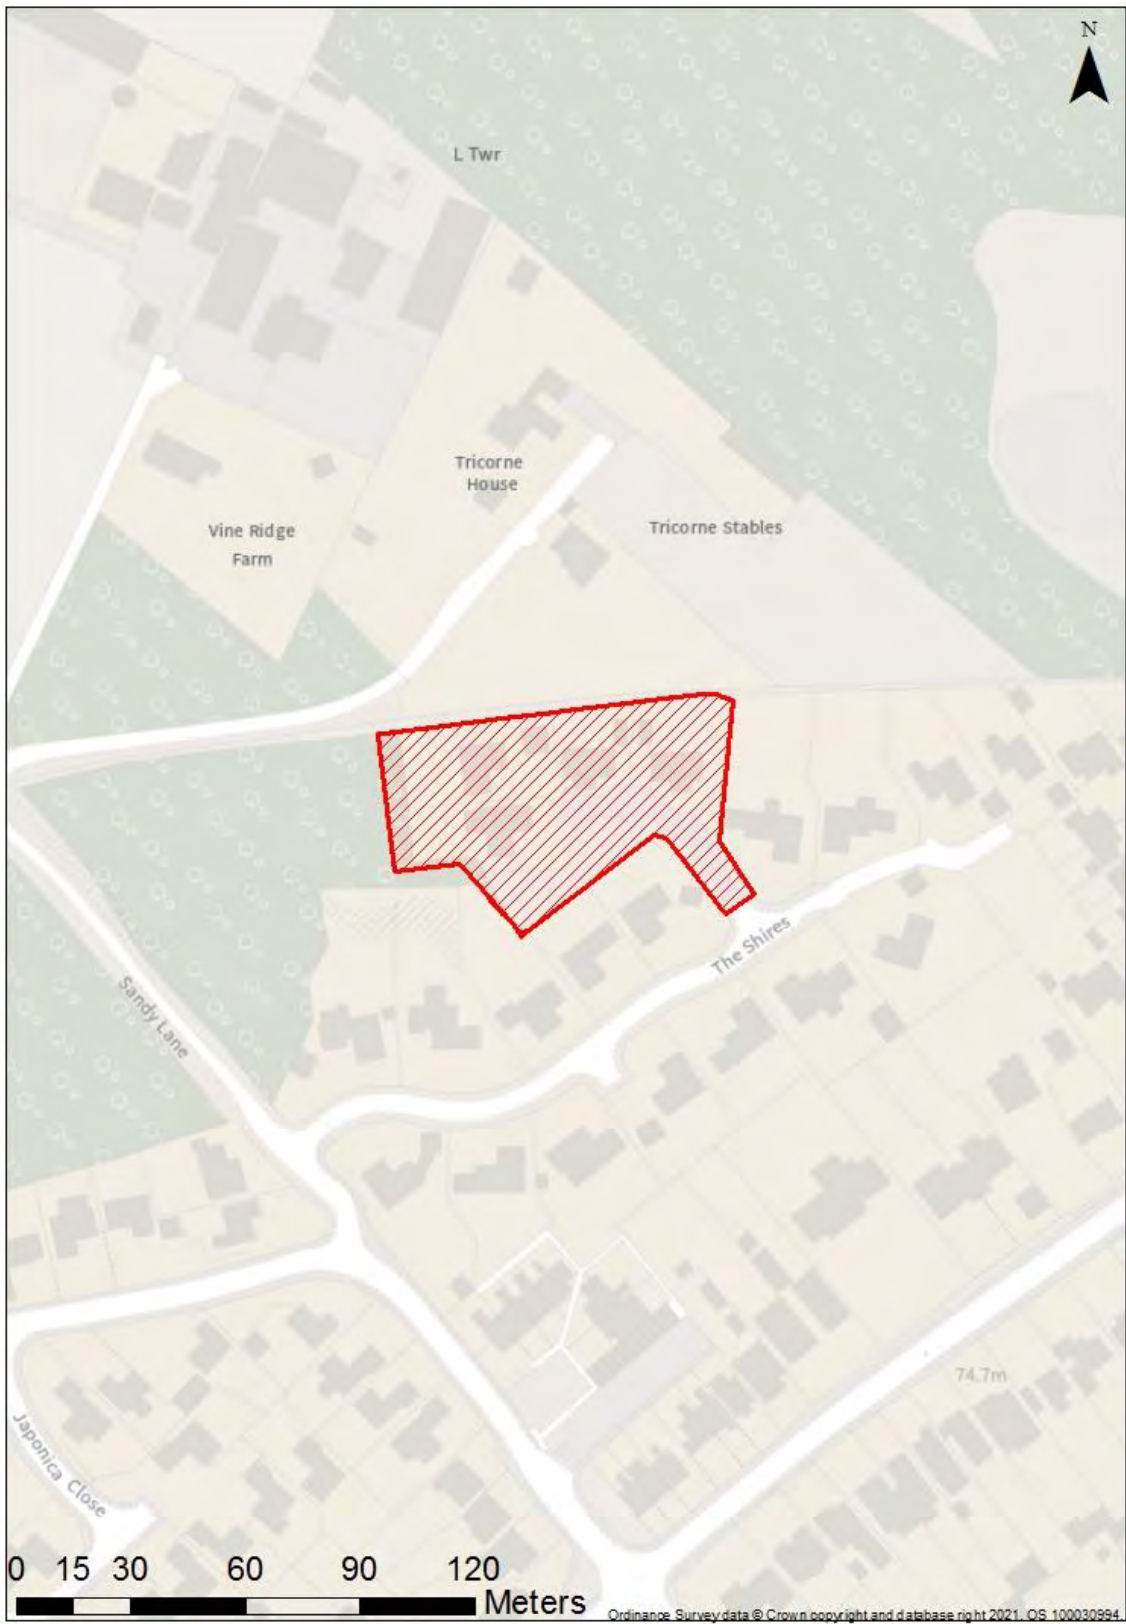 N
L Twr
Tricorne
House
Tricorne Stables
Vine Ridge
Farm
The Shires
Sandy Lane
74.7m
Japonica Close
0 15 30 60 90 120
Meters
Ordinance Survey data © Crown copyright and database right 2021. OS 100030994.